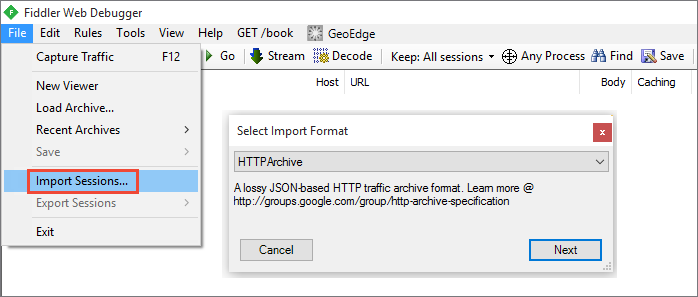 Fiddler Web Debugger
File Edit Rules Tools View Help GET /book GeoEdge
Go Stream Decode Keep: All sessions Any Process Find Save
Host URL Body Caching
Capture Traffic F12
New Viewer
Load Archive...
Recent Archives
Save
Import Sessions...
Export Sessions
Exit
Select Import Format
x
HTTPArchive
A lossy JSON-based HTTP traffic archive format. Learn more @
http://groups.google.com/group/http-archive-specification
Cancel Next